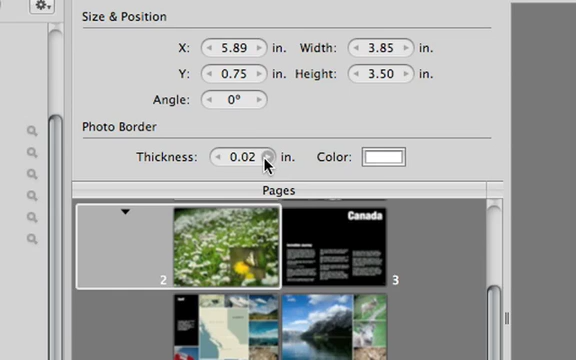 Size & Position
X: 5.89 in. Width: 3.85 in.
Y: 0.75 in. Height: 3.50 in.
Angle: 0°
Photo Border
Thickness: 0.02 in. Color:
Pages
Canada
2
3